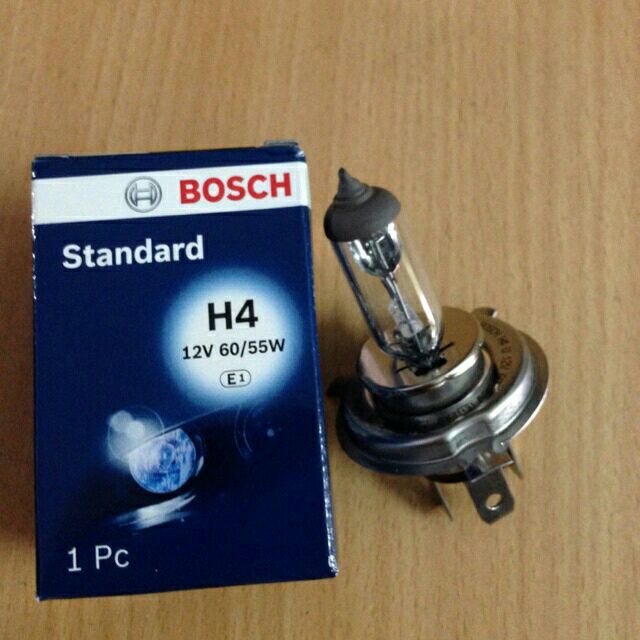 BOSCH
Standard
H4
12V 60/55W
E1
1 Pc